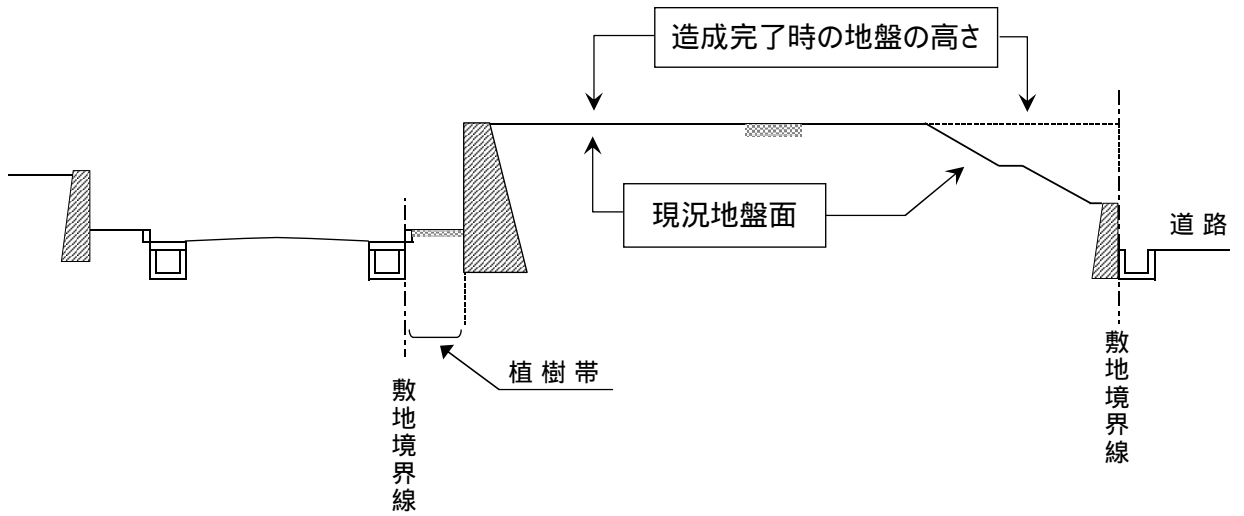 造成完了時の地盤の高さ
現況地盤面
道路
植樹帯
敷地境界線
敷地境界線